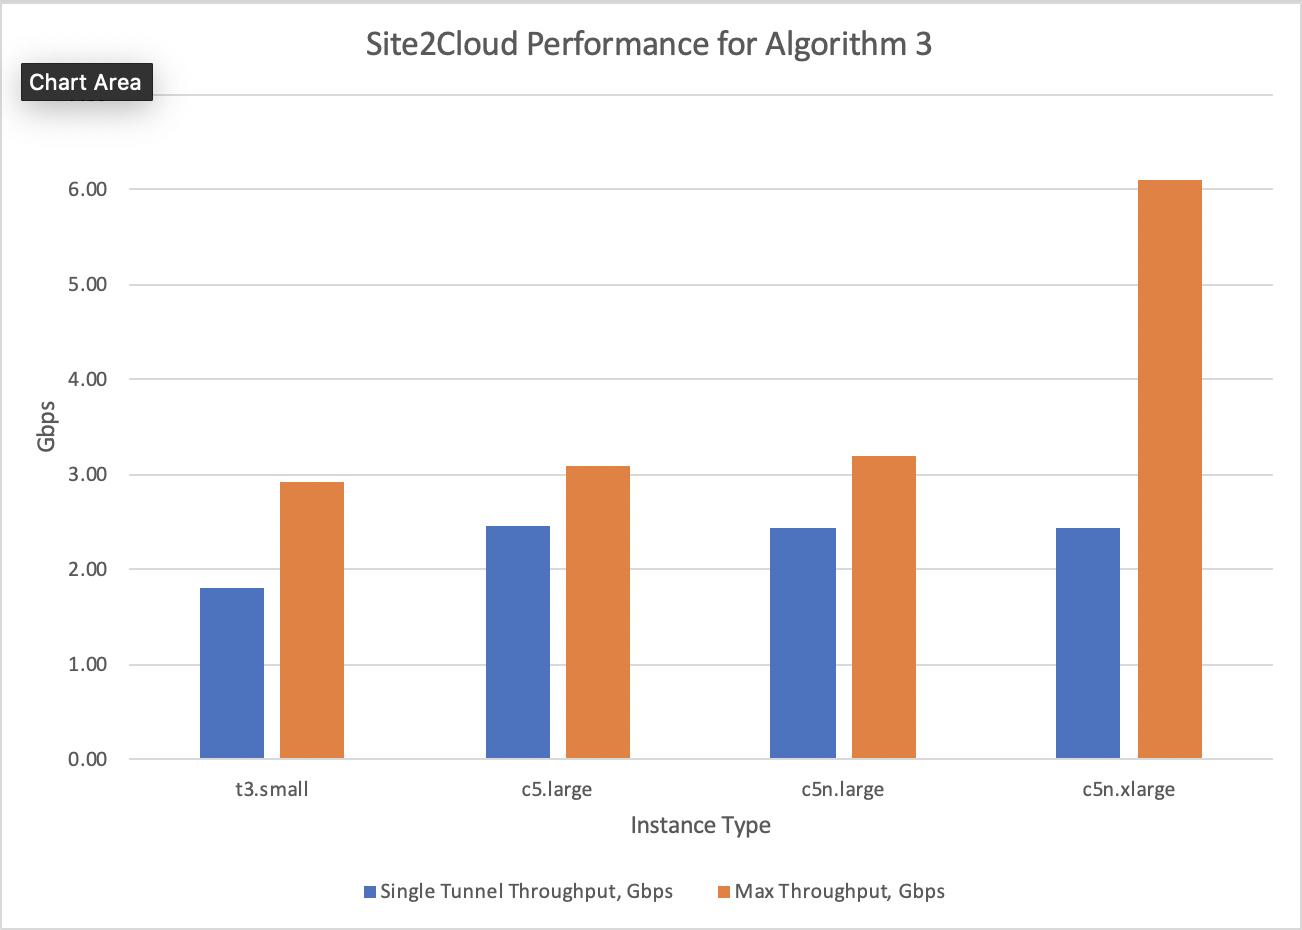 Site2Cloud Performance for Algorithm 3
Chart Area
6.00
5.00
4.00
3.00
2.00
1.00
0.00
Gbps
t3.small c5.large c5n.large c5n.xlarge
Instance Type
Single Tunnel Throughput, Gbps Max Throughput, Gbps